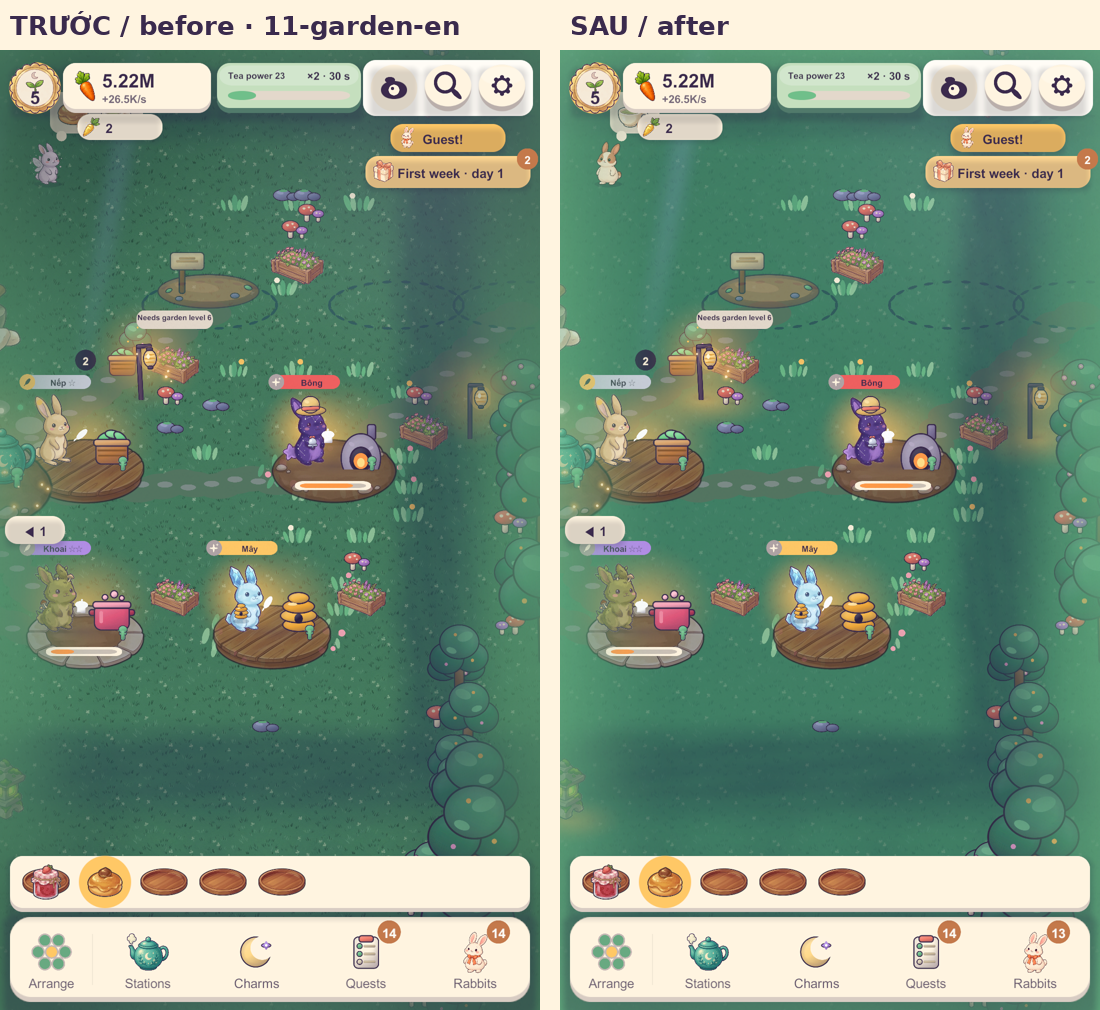 TRƯỚC / before · 11-garden-en
5
5.22M
+26.5K/s
Tea power 23
×2 · 30 s
2
Guest!
First week · day 1
2
Needs garden level 6
2
Nếp ☆
Bông
◀ 1
Khoai ☆☆
Mây
Arrange
Stations
Charms
14
Quests
14
Rabbits
SAU / after
5
5.22M
+26.5K/s
Tea power 23
×2 · 30 s
2
Guest!
First week · day 1
2
Needs garden level 6
2
Nếp ☆
Bông
◀ 1
Khoai ☆☆
Mây
Arrange
Stations
Charms
14
Quests
13
Rabbits